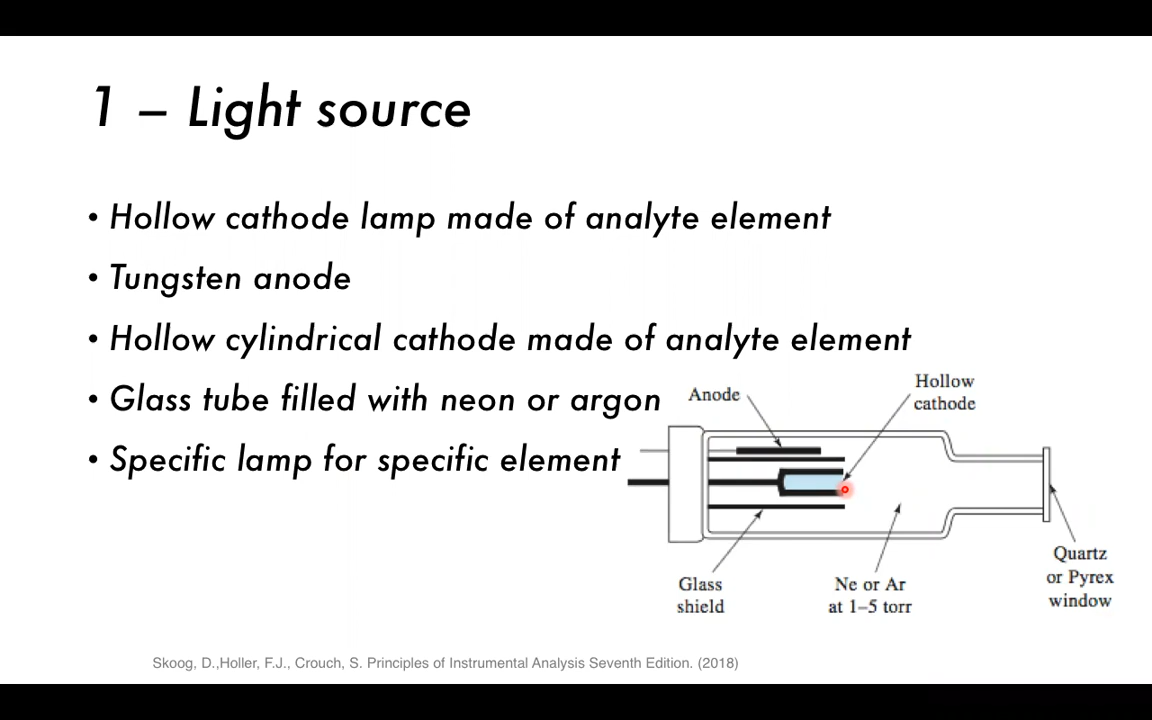 1 – Light source
• Hollow cathode lamp made of analyte element
• Tungsten anode
• Hollow cylindrical cathode made of analyte element
• Glass tube filled with neon or argon
• Specific lamp for specific element
Anode
Hollow
cathode
Glass
shield
Ne or Ar
at 1–5 torr
Quartz
or Pyrex
window
Skoog, D.,Holler, F.J., Crouch, S. Principles of Instrumental Analysis Seventh Edition. (2018)